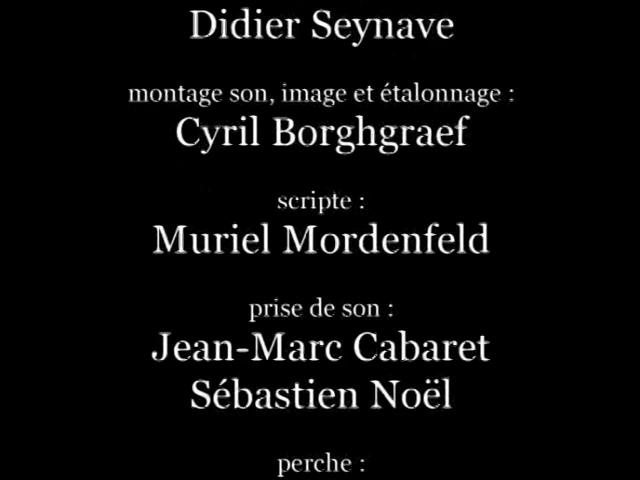 Didier Seynave
montage son, image et étalonnage :
Cyril Borghgraef
scripte :
Muriel Mordenfeld
prise de son :
Jean-Marc Cabaret
Sébastien Noël
perche :